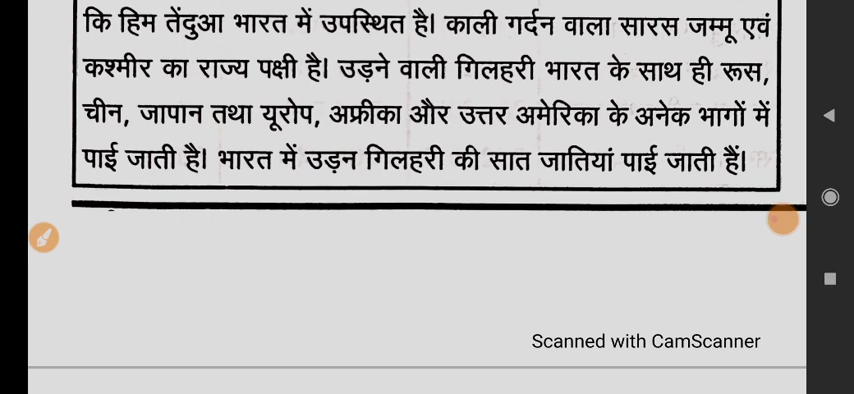 कि हिम तेंदुआ भारत में उपस्थित है। काली गर्दन वाला सारस जम्मू एवं
कश्मीर का राज्य पक्षी है। उड़ने वाली गिलहरी भारत के साथ ही रूस,
चीन, जापान तथा यूरोप, अफ्रीका और उत्तर अमेरिका के अनेक भागों में
पाई जाती है। भारत में उड़न गिलहरी की सात जातियां पाई जाती हैं।
Scanned with CamScanner